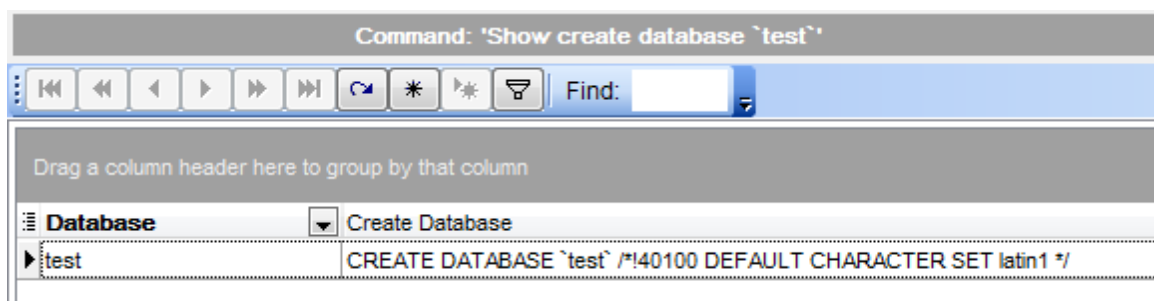 Command: 'Show create database `test`'
Find:
Drag a column header here to group by that column
Database Create Database
test CREATE DATABASE `test` /*!40100 DEFAULT CHARACTER SET latin1 */